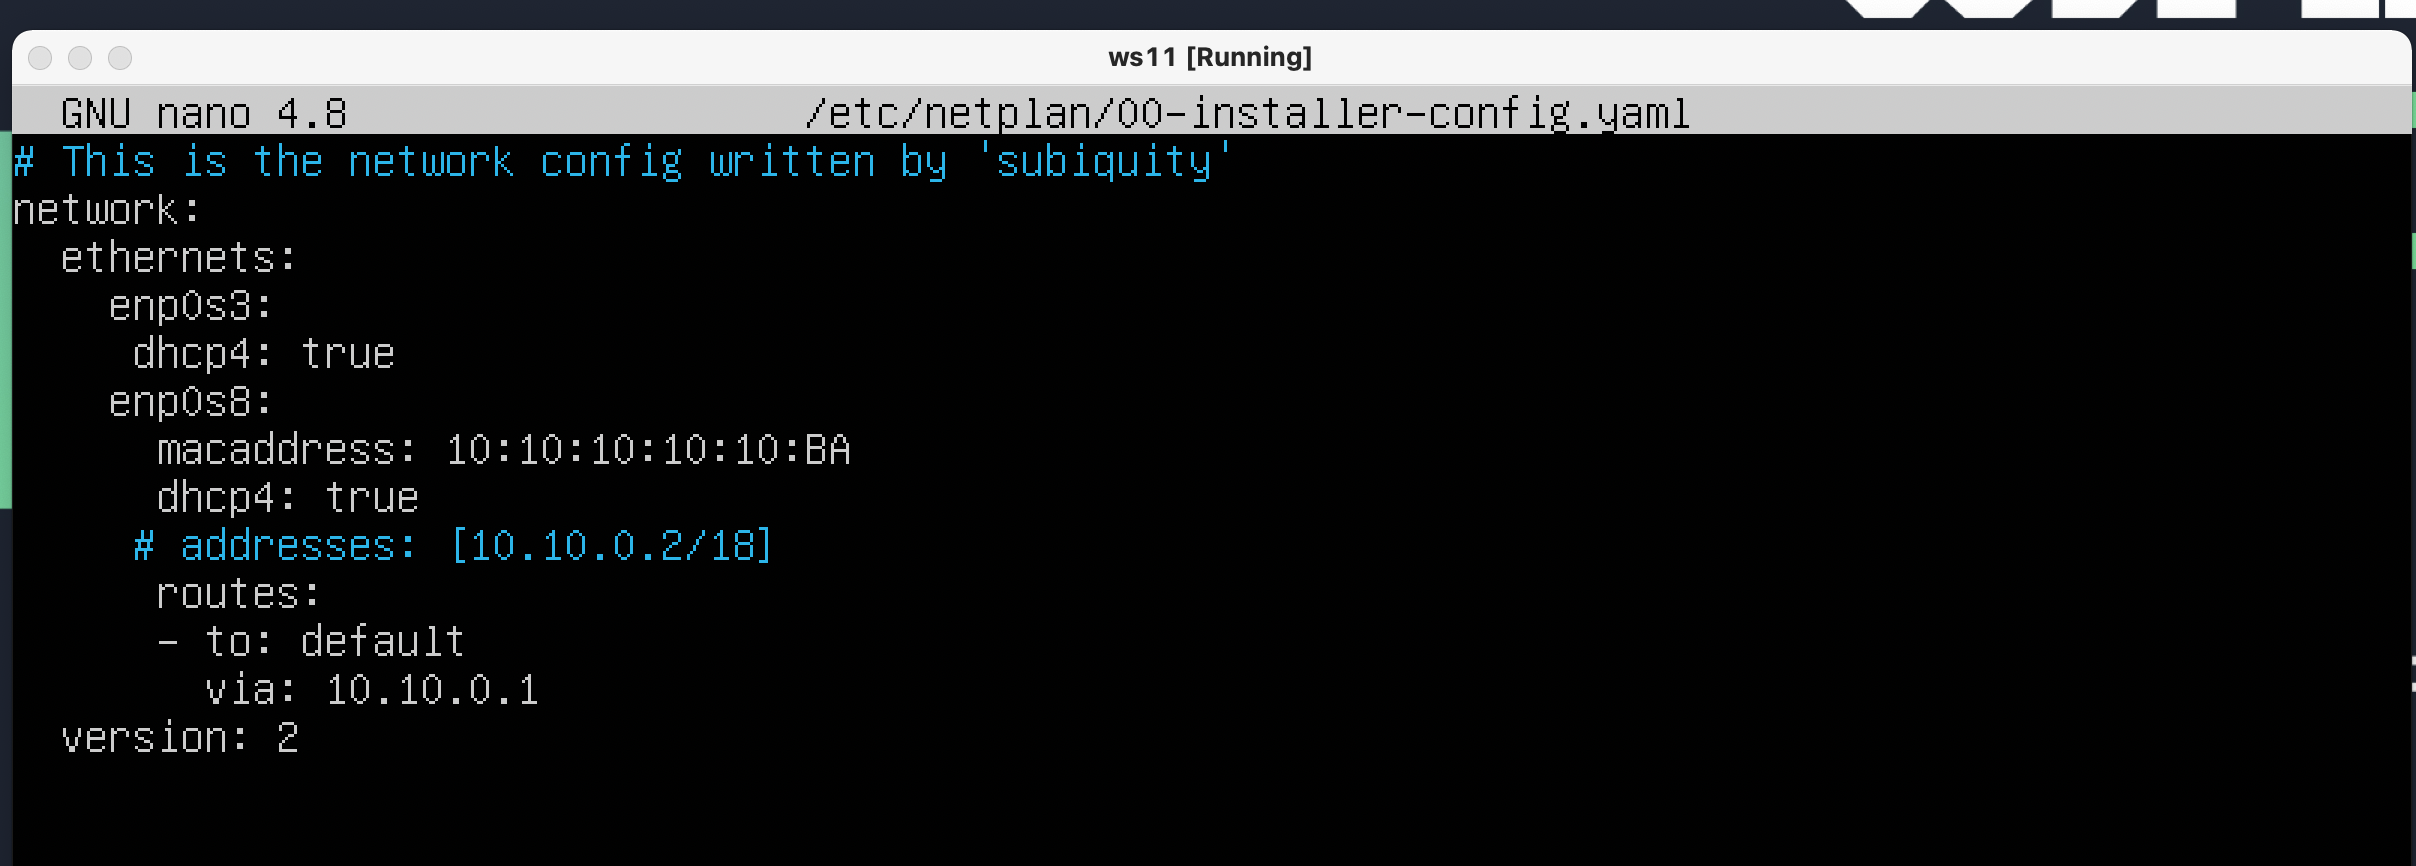 ws11 [Running]
GNU nano 4.8 /etc/netplan/00-installer-config.yaml
# This is the network config written by 'subiquity'
network:
  ethernets:
    enp0s3:
     dhcp4: true
    enp0s8:
      macaddress: 10:10:10:10:10:BA
      dhcp4: true
     # addresses: [10.10.0.2/18]
      routes:
      - to: default
        via: 10.10.0.1
  version: 2